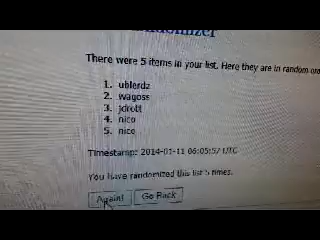 There were 5 items in your list. Here they are in random
1. ublerdz
2. wagoss
3. jdrott
4. nico
5. nico
Timestamp: 2014-01-11 06:05:57 UTC
You have randomized this list 5 times.
Again! Go Back